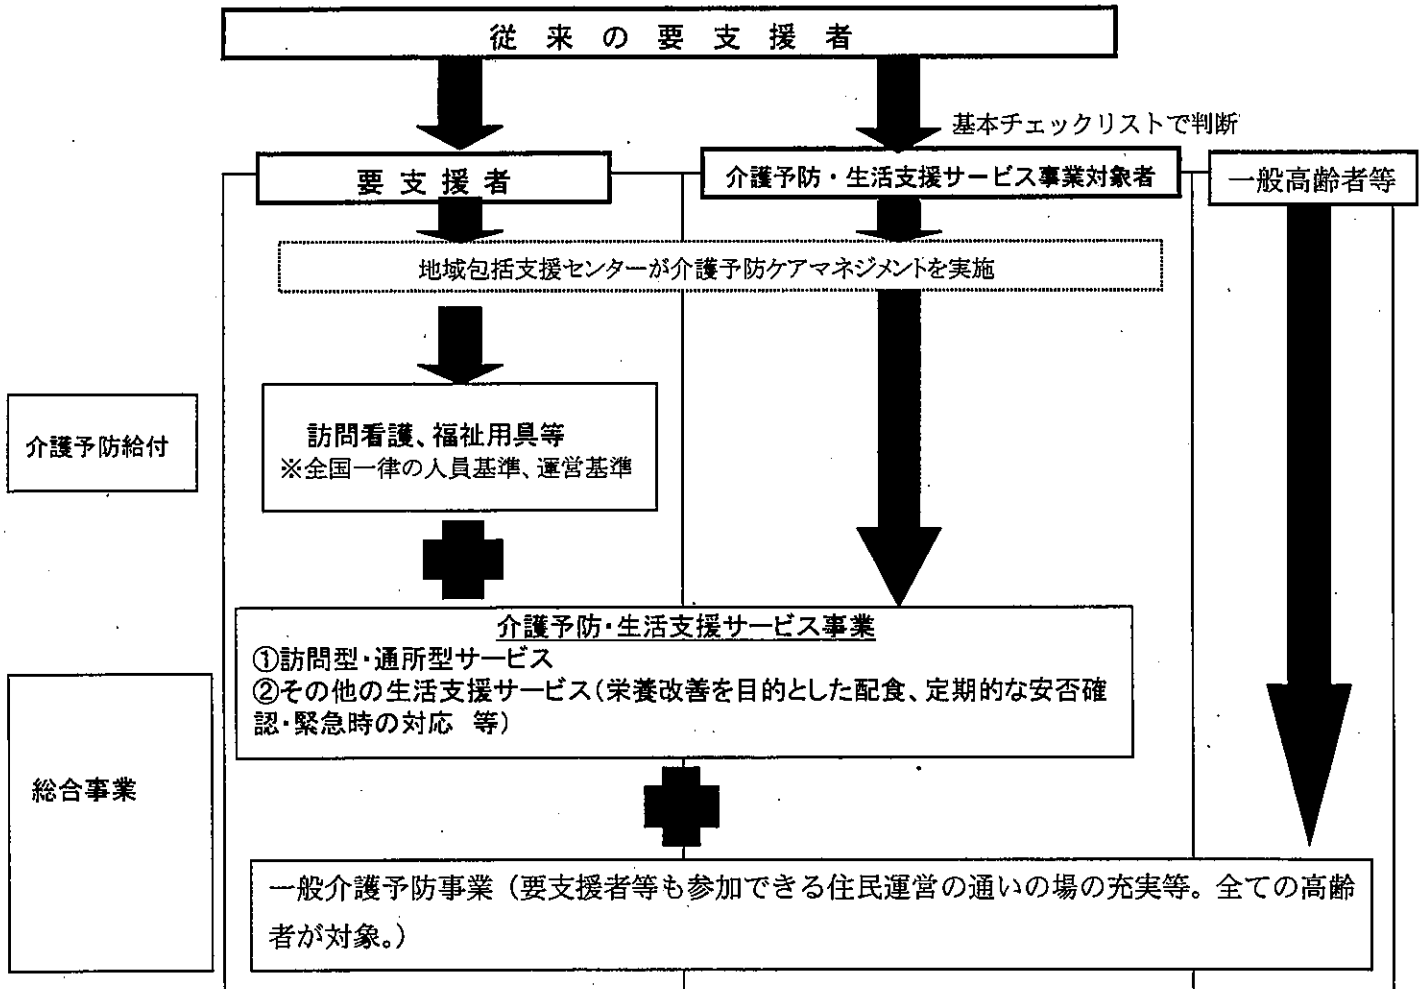 従来の要支援者
基本チェックリストで判断
要支援者
介護予防・生活支援サービス事業対象者
一般高齢者等
地域包括支援センターが介護予防ケアマネジメントを実施
介護予防給付
訪問看護、福祉用具等
※全国一律の人員基準、運営基準
介護予防・生活支援サービス事業
①訪問型・通所型サービス
②その他の生活支援サービス（栄養改善を目的とした配食、定期的な安否確
認・緊急時の対応　等）
総合事業
一般介護予防事業（要支援者等も参加できる住民運営の通いの場の充実等。全ての高齢
者が対象。）